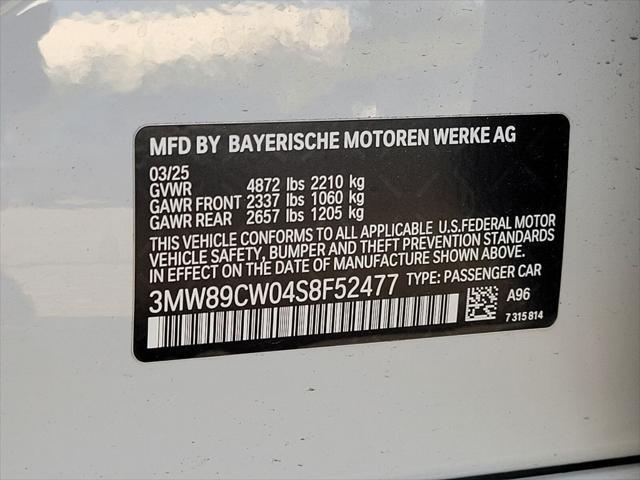 MFD BY BAYERISCHE MOTOREN WERKE AG
03/25
GVWR 4872 lbs 2210 kg
GAWR FRONT 2337 lbs 1060 kg
GAWR REAR 2657 lbs 1205 kg
THIS VEHICLE CONFORMS TO ALL APPLICABLE U.S.FEDERAL MOTOR
VEHICLE SAFETY, BUMPER AND THEFT PREVENTION STANDARDS
IN EFFECT ON THE DATE OF MANUFACTURE SHOWN ABOVE.
3MW89CW04S8F52477 TYPE: PASSENGER CAR
A96
7 315 814